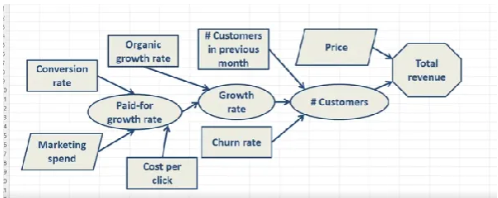 Organic
growth rate
# Customers
in previous
month
Price
Total
revenue
Conversion
rate
Paid-for
growth rate
Growth
rate
# Customers
Marketing
spend
Churn rate
Cost per
click